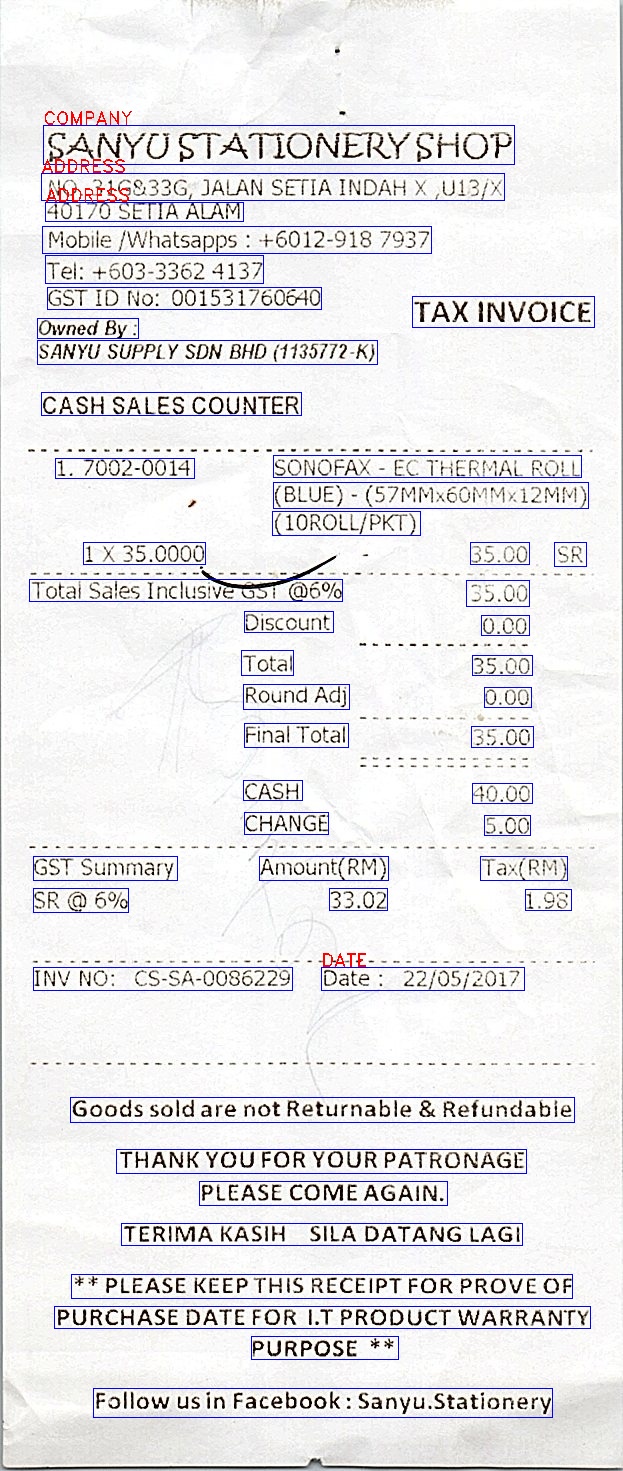 COMPANY
SANYU STATIONERY SHOP
ADDRESS
NO. 31G&33G, JALAN SETIA INDAH X ,U13/X
ADDRESS
40170 SETIA ALAM
Mobile /Whatsapps : +6012-918 7937
Tel: +603-3362 4137
GST ID No: 001531760640
TAX INVOICE
Owned By :
SANYU SUPPLY SDN BHD (1135772-K)
CASH SALES COUNTER
1. 7002-0014 SONOFAX - EC THERMAL ROLL
(BLUE) - (57MMx60MMx12MM)
(10ROLL/PKT)
1 X 35.0000 - 35.00 SR
Total Sales Inclusive GST @6% 35.00
Discount 0.00
Total 35.00
Round Adj 0.00
Final Total 35.00
CASH 40.00
CHANGE 5.00
GST Summary Amount(RM) Tax(RM)
SR @ 6% 33.02 1.98
DATE
INV NO: CS-SA-0086229 Date : 22/05/2017
Goods sold are not Returnable & Refundable
THANK YOU FOR YOUR PATRONAGE
PLEASE COME AGAIN.
TERIMA KASIH SILA DATANG LAGI
** PLEASE KEEP THIS RECEIPT FOR PROVE OF
PURCHASE DATE FOR I.T PRODUCT WARRANTY
PURPOSE **
Follow us in Facebook : Sanyu.Stationery